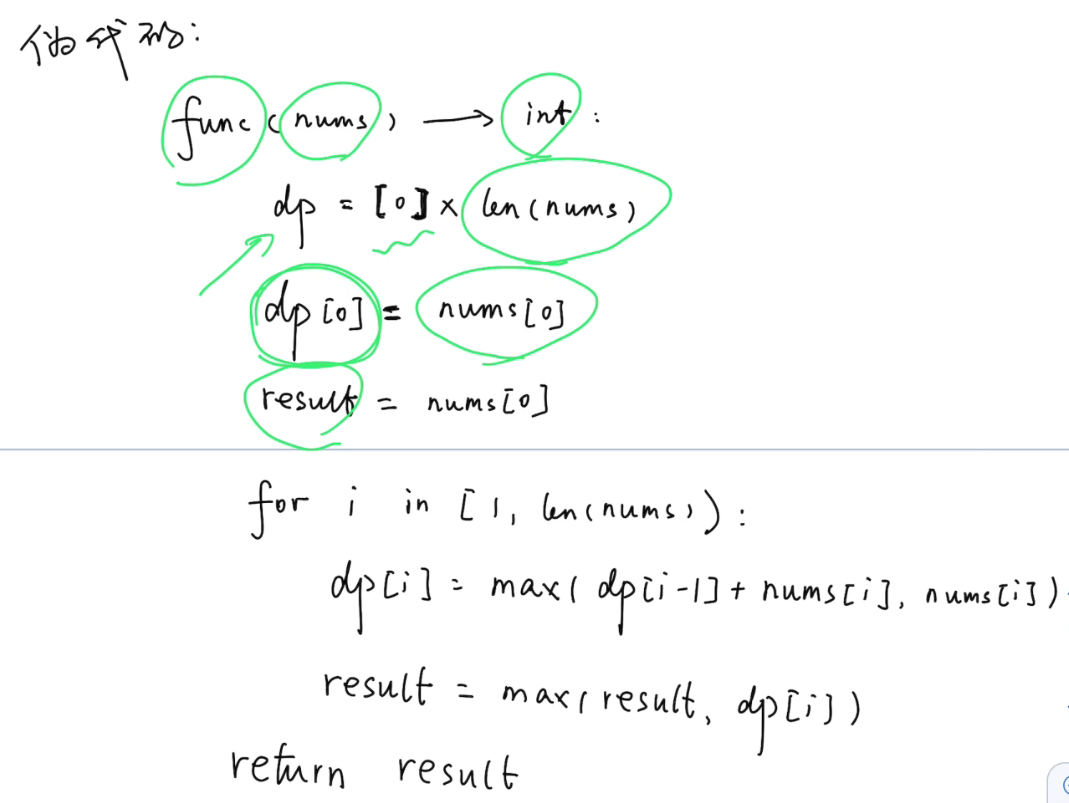 伪代码:
func(nums) → int:
dp = [0] × len(nums)
dp[0] = nums[0]
result = nums[0]
for i in [1, len(nums)):
dp[i] = max(dp[i-1] + nums[i], nums[i])
result = max(result, dp[i])
return result